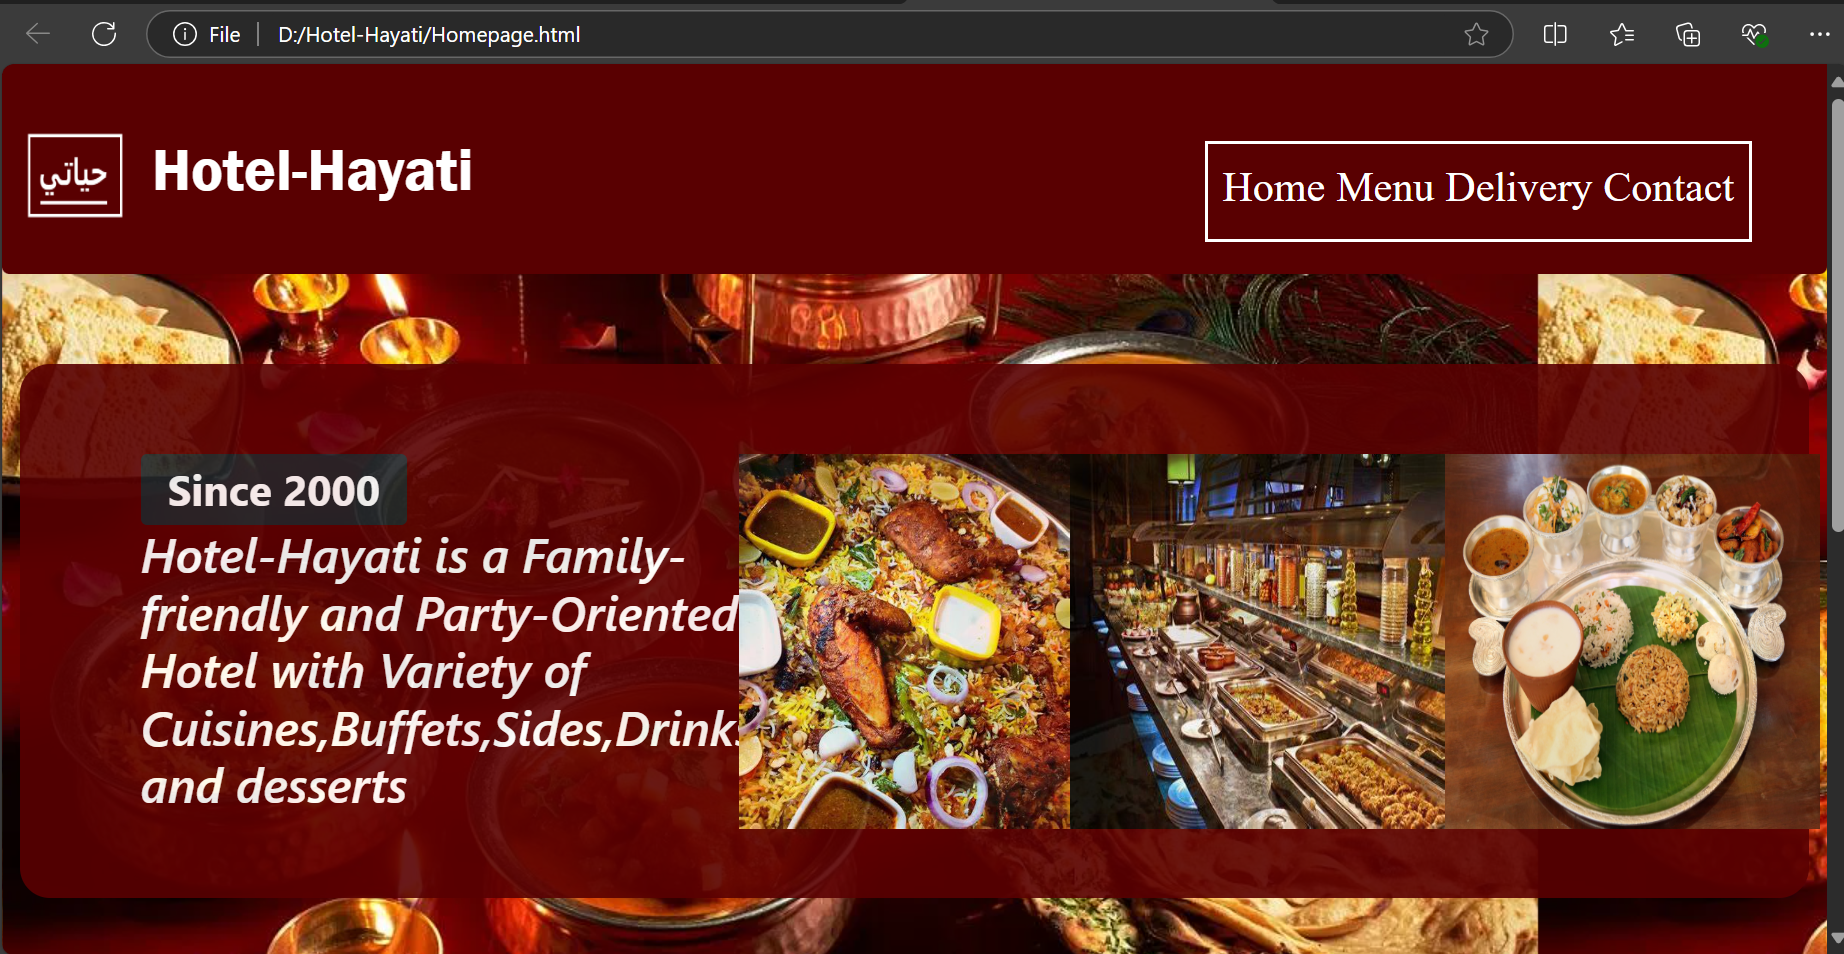 File
D:/Hotel-Hayati/Homepage.html
حياتي
Hotel-Hayati
Home Menu Delivery Contact
Since 2000
Hotel-Hayati is a Family-
friendly and Party-Oriented
Hotel with Variety of
Cuisines,Buffets,Sides,Drink
and desserts